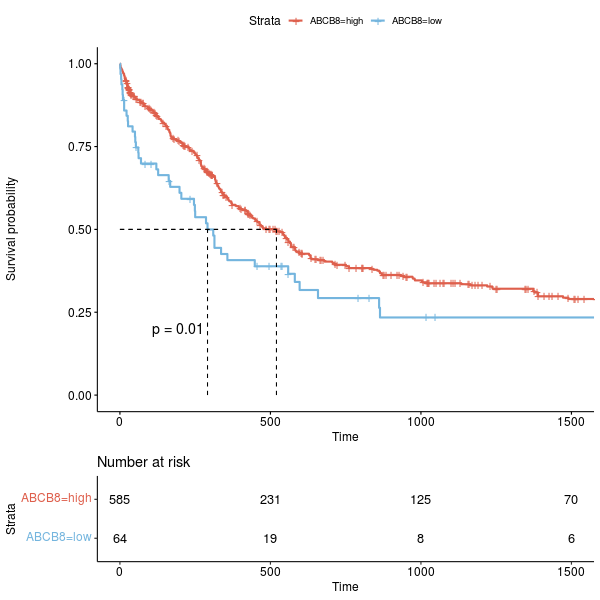 Strata ABCB8=high ABCB8=low
Survival probability
1.00
0.75
0.50
0.25
0.00
p = 0.01
0 500 1000 1500
Time
Number at risk
Strata
ABCB8=high 585 231 125 70
ABCB8=low 64 19 8 6
0 500 1000 1500
Time